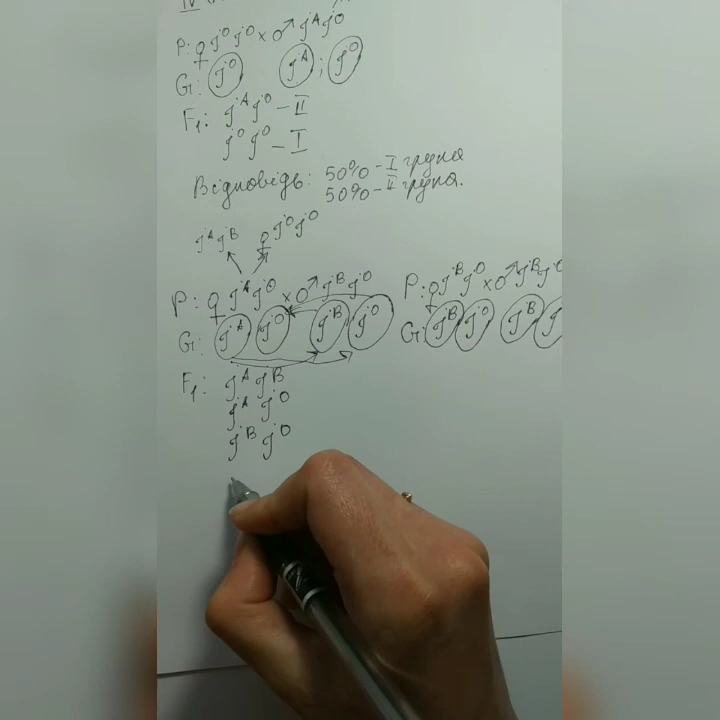 IV
P: ♀ J⁰J⁰ × ♂ JᴬJ⁰
G: J⁰ Jᴬ ; J⁰
F₁: JᴬJ⁰ – II
J⁰J⁰ – I
Відповідь: 50% – I група
50% – II група.
JᴬJᴮ ♀ J⁰J⁰
P: ♀ JᴬJ⁰ × ♂ JᴮJ⁰
G: Jᴬ J⁰ Jᴮ J⁰
F₁: JᴬJᴮ
JᴬJ⁰
JᴮJ⁰
P: ♀ JᴮJ⁰ × ♂ JᴮJ⁰
G: Jᴮ J⁰ Jᴮ J